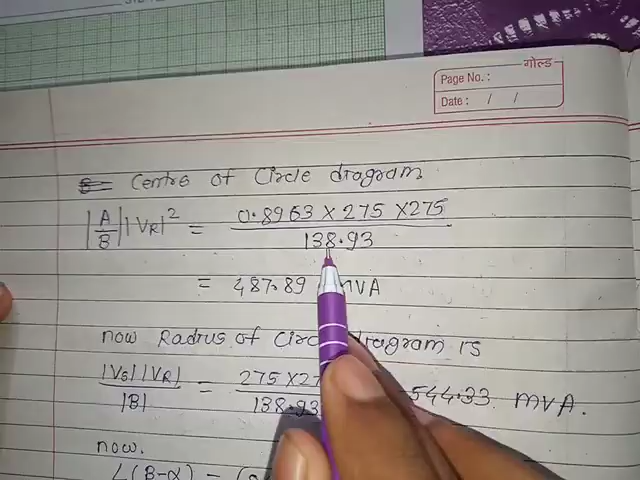 गोल्ड
Page No. :
Date : / /
Centre of Circle diagram
|A/B| |VR|² = 0.8963 X 275 X 275 / 138.93
= 487.89 MVA
now Radius of Circle diagram is
|VS| |VR| / |B| = 275 X 27 / 138.93 544.33 MVA.
now.